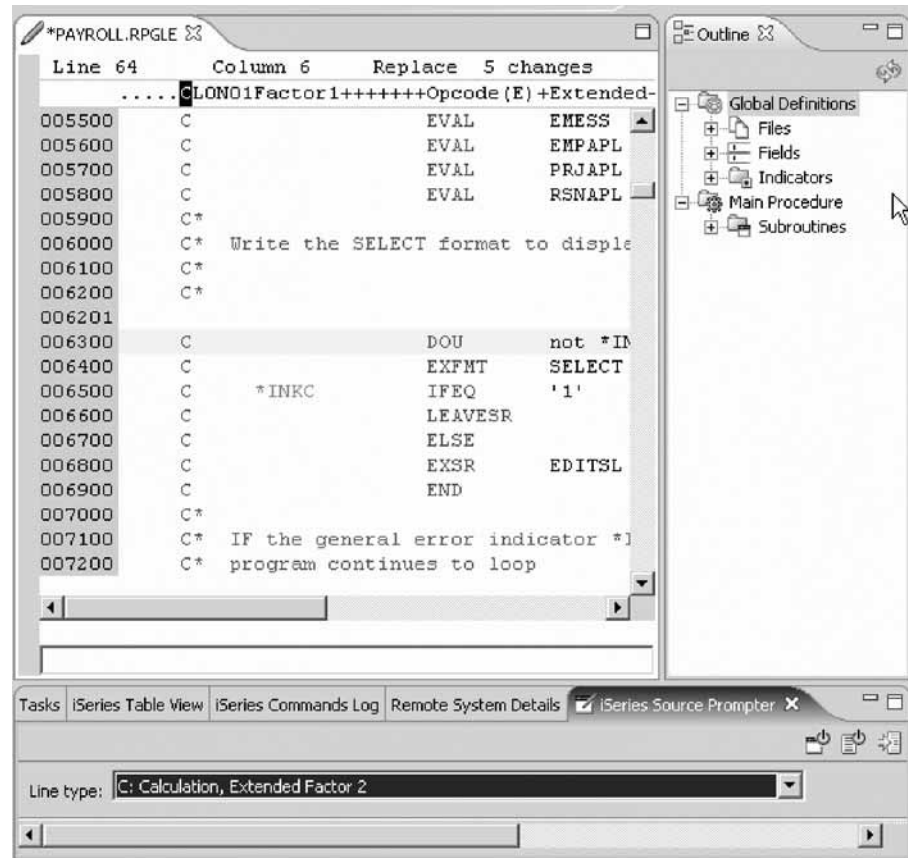 *PAYROLL.RPGLE
Line 64 Column 6 Replace 5 changes
.....CLON01Factor1+++++++Opcode(E)+Extended-
005500 C EVAL EMESS
005600 C EVAL EMPAPL
005700 C EVAL PRJAPL
005800 C EVAL RSNAPL
005900 C*
006000 C* Write the SELECT format to displa
006100 C*
006200 C*
006201
006300 C DOU not *IN
006400 C EXFMT SELECT
006500 C *INKC IFEQ '1'
006600 C LEAVESR
006700 C ELSE
006800 C EXSR EDITSL
006900 C END
007000 C*
007100 C* IF the general error indicator *I
007200 C* program continues to loop
Outline
Global Definitions
Files
Fields
Indicators
Main Procedure
Subroutines
Tasks iSeries Table View iSeries Commands Log Remote System Details iSeries Source Prompter
Line type: C: Calculation, Extended Factor 2